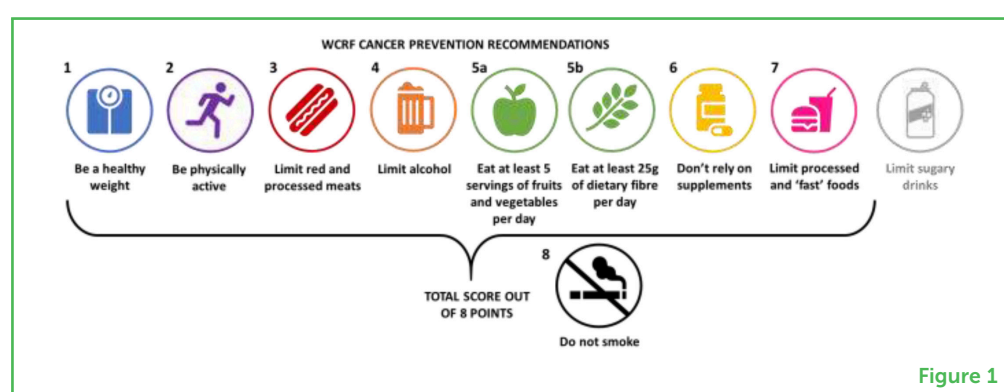 WCRF CANCER PREVENTION RECOMMENDATIONS
1
Be a healthy
weight
2
Be physically
active
3
Limit red and
processed meats
4
Limit alcohol
5a
Eat at least 5
servings of fruits
and vegetables
per day
5b
Eat at least 25g
of dietary fibre
per day
6
Don't rely on
supplements
7
Limit processed
and 'fast' foods
Limit sugary
drinks
TOTAL SCORE OUT
OF 8 POINTS
8
Do not smoke
Figure 1